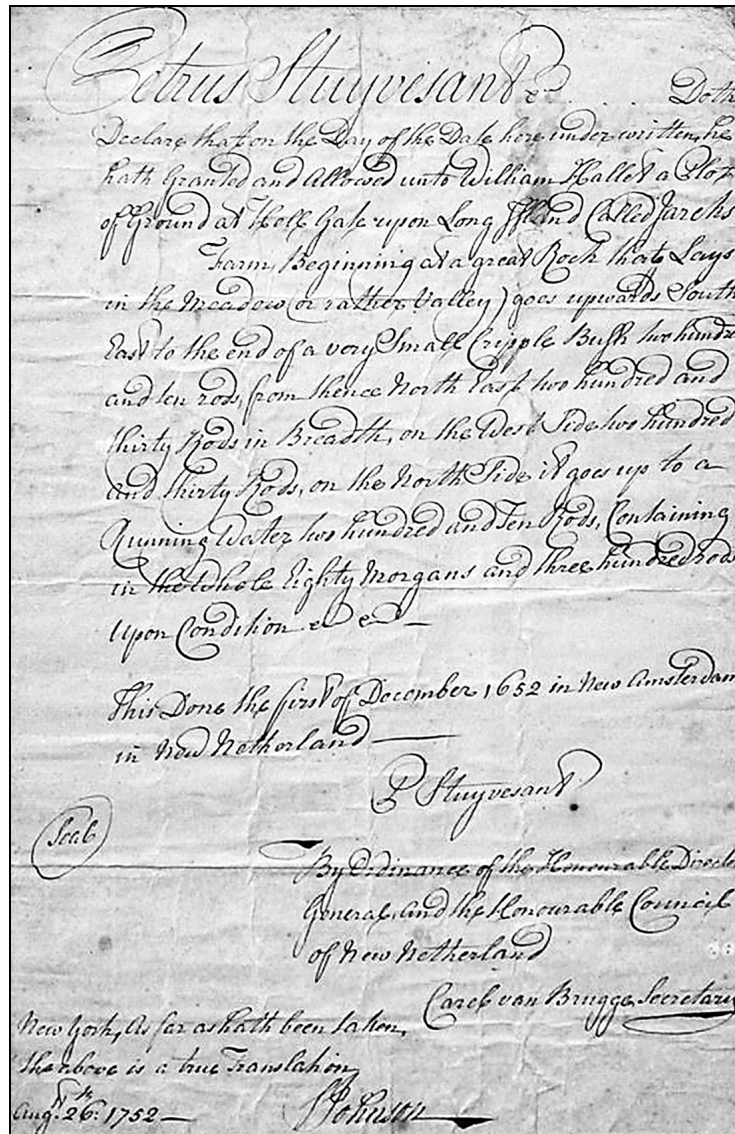 Petrus Stuyvesant &c Doth
Declare that on the Day of the Date here under written, he
hath Granted and Allowed unto William Hallet a Plot
of Ground at Hell Gate upon Long Island Called Jarcks
Farm, Beginning at a great Rock that Lays
in the Meadow (or rather Valley) goes upwards South
East to the end of a very Small Cripple Bush two hundre
and ten rods, from thence North East two hundred and
thirty Rods in Breadth, on the West Side two hundred
and thirty Rods, on the North Side it goes up to a
Running Water two hundred and Ten Rods, Containing
in the whole Eighty Morgans and three hundred rods
Upon Condition &c &c —
This Done the first of December 1652 in New Amsterdam
in New Netherland —
P Stuyvesant
Seal
By Ordinance of the Honourable Directo
General, and the Honourable Council
of New Netherland
Carel van Brugge Secretary
New York, As far as hath been taken,
the above is a true Translation
Augt. 26th: 1752 —
Johnson